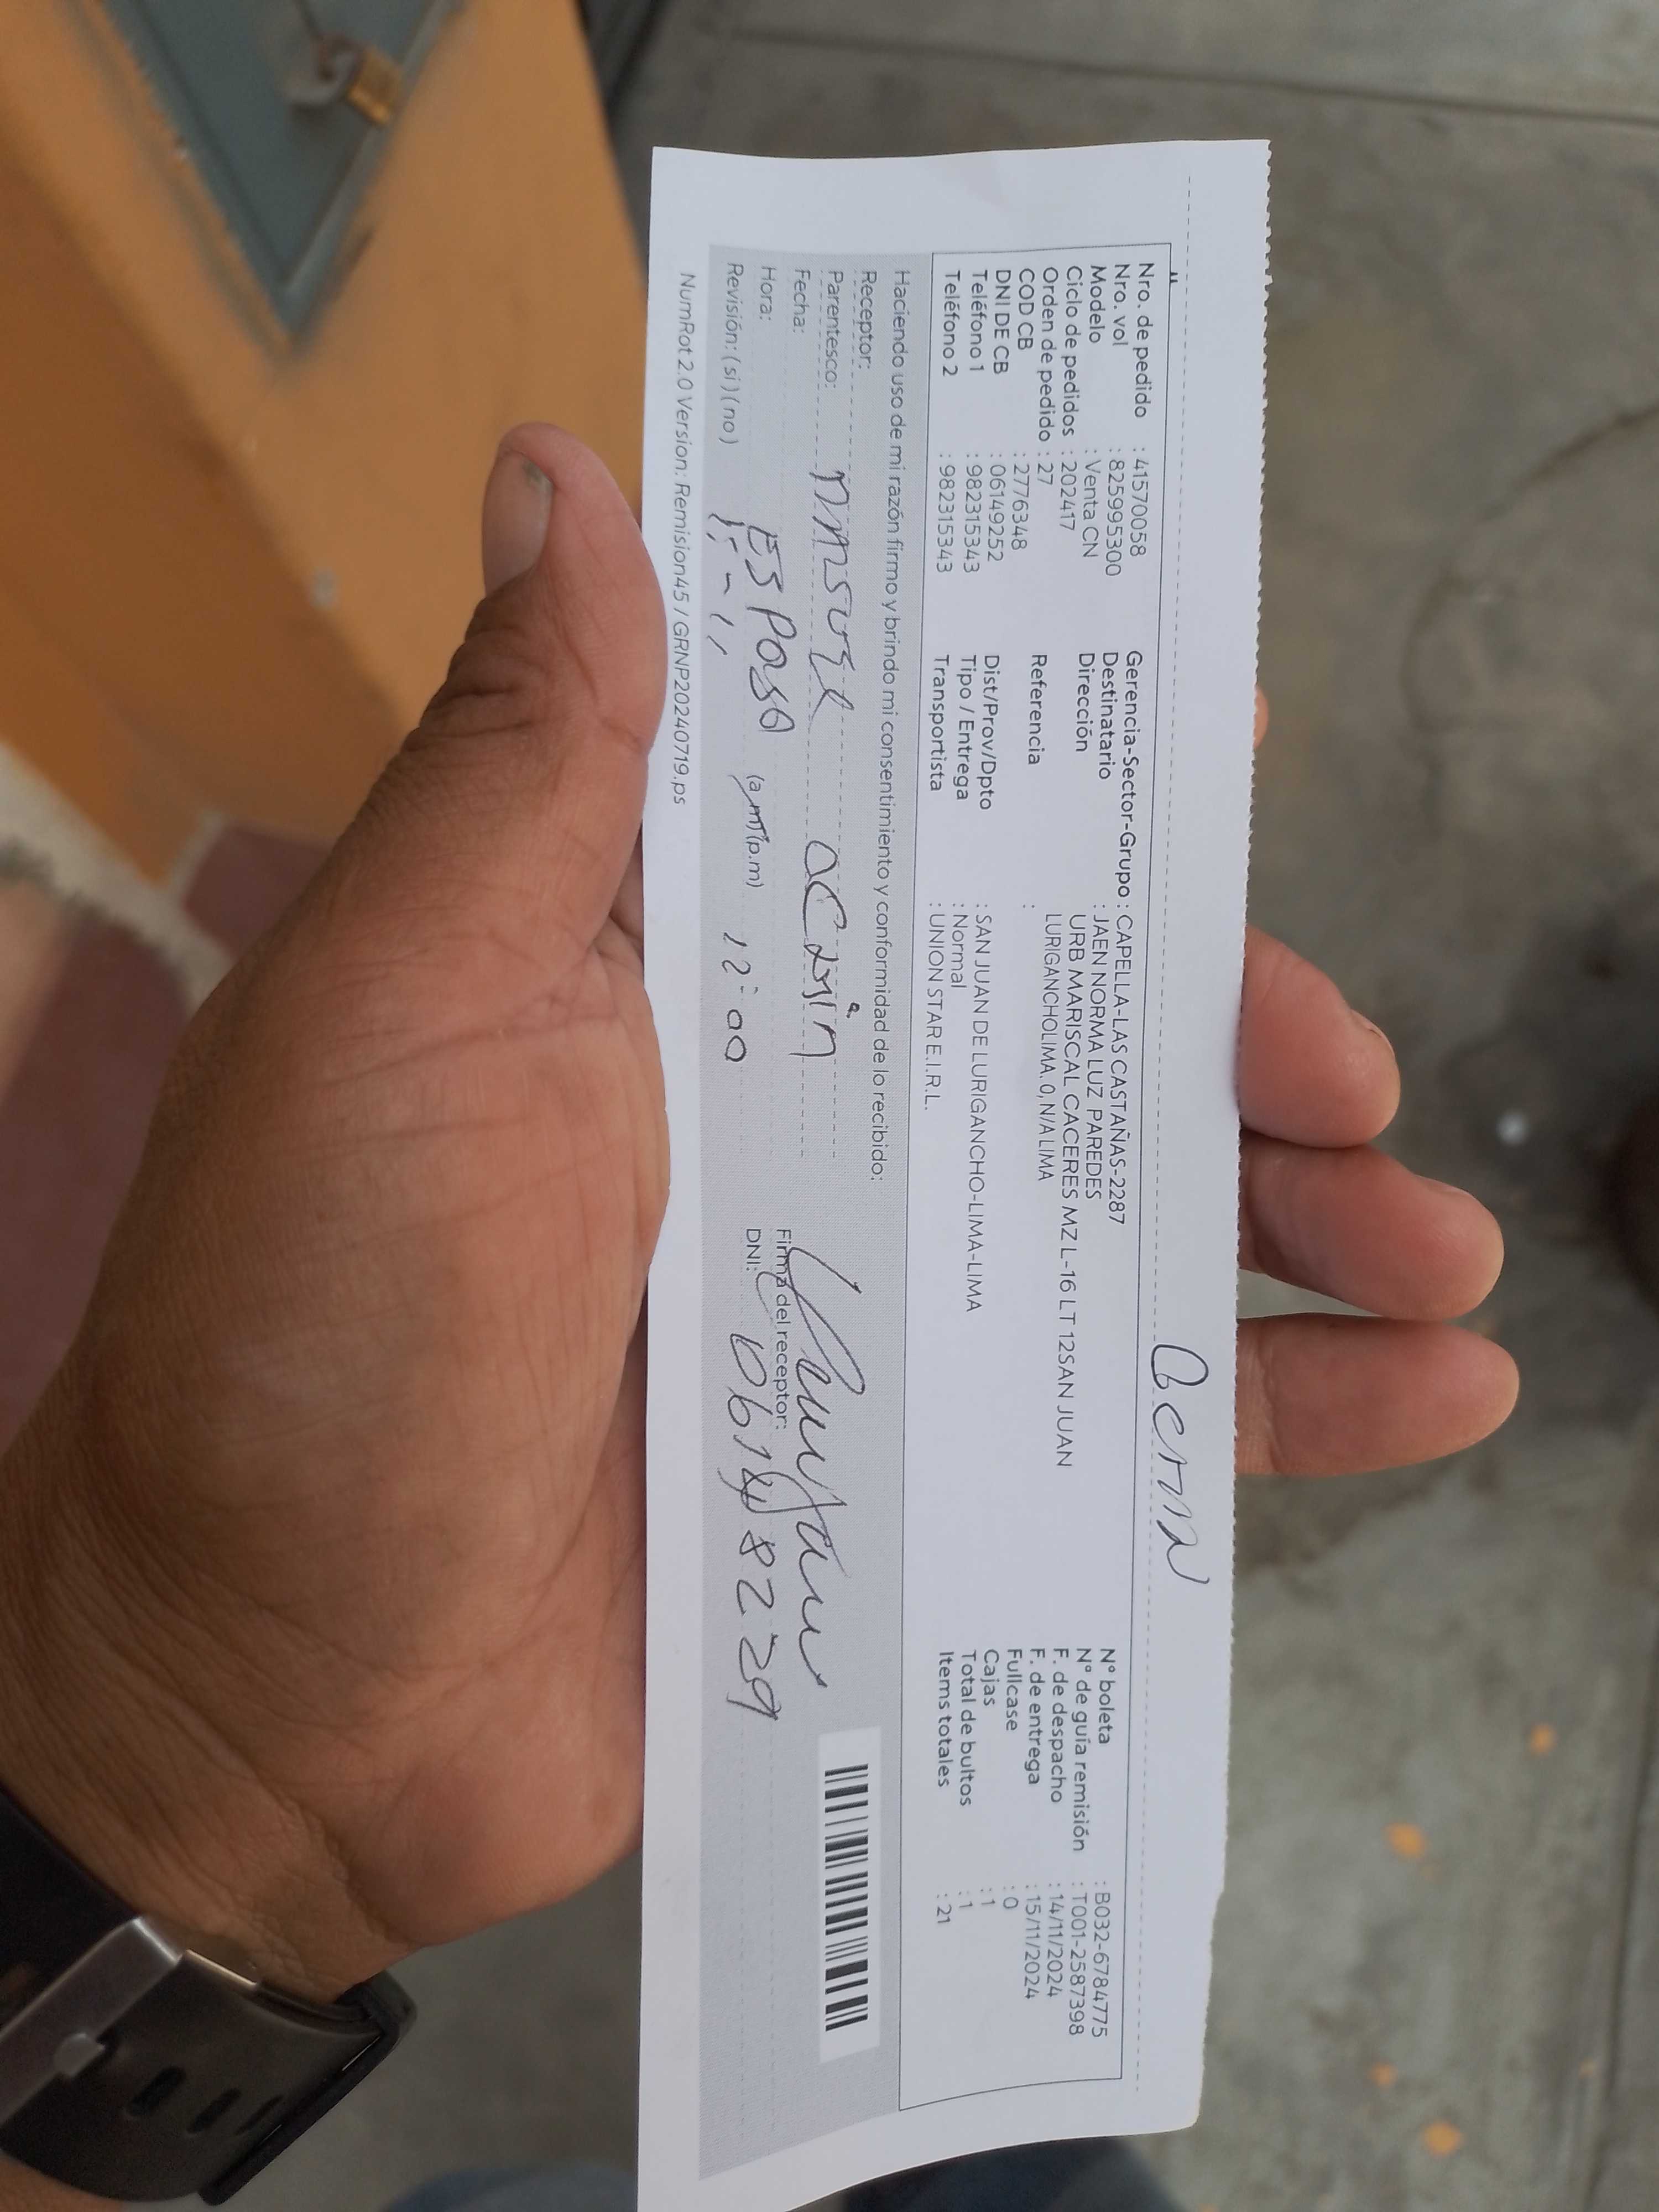 Nro. de pedido : 41570058
Nro. vol : 825995300
Modelo : Venta CN
Ciclo de pedidos : 202417
Orden de pedido : 27
COD CB : 2776348
DNI DE CB : 06149252
Teléfono 1 : 982315343
Teléfono 2 : 982315343
Gerencia-Sector-Grupo : CAPELLA-LAS CASTAÑAS-2287
Destinatario : JAEN NORMA LUZ PAREDES
Dirección URB MARISCAL CACERES MZ L-16 LT 12SAN JUAN
LURIGANCHOLIMA. 0, N/A LIMA
Referencia :
Dist/Prov/Dpto : SAN JUAN DE LURIGANCHO-LIMA-LIMA
Tipo / Entrega : Normal
Transportista : UNION STAR E.I.R.L.
N° boleta : B032-6784775
N° de guía remisión : T001-2587398
F. de despacho : 14/11/2024
F. de entrega : 15/11/2024
Fullcase : 0
Cajas : 1
Total de bultos : 1
Items totales : 21
Haciendo uso de mi razón firmo y brindo mi consentimiento y conformidad de lo recibido:
Receptor:
Parentesco:
Fecha: Esposo
Hora: (a.m)(p.m) 12:00
Revisión: (si) (no)
Firma del receptor:
DNI:
NumRot 2.0 Version: Remision45 / GRNP20240719.ps